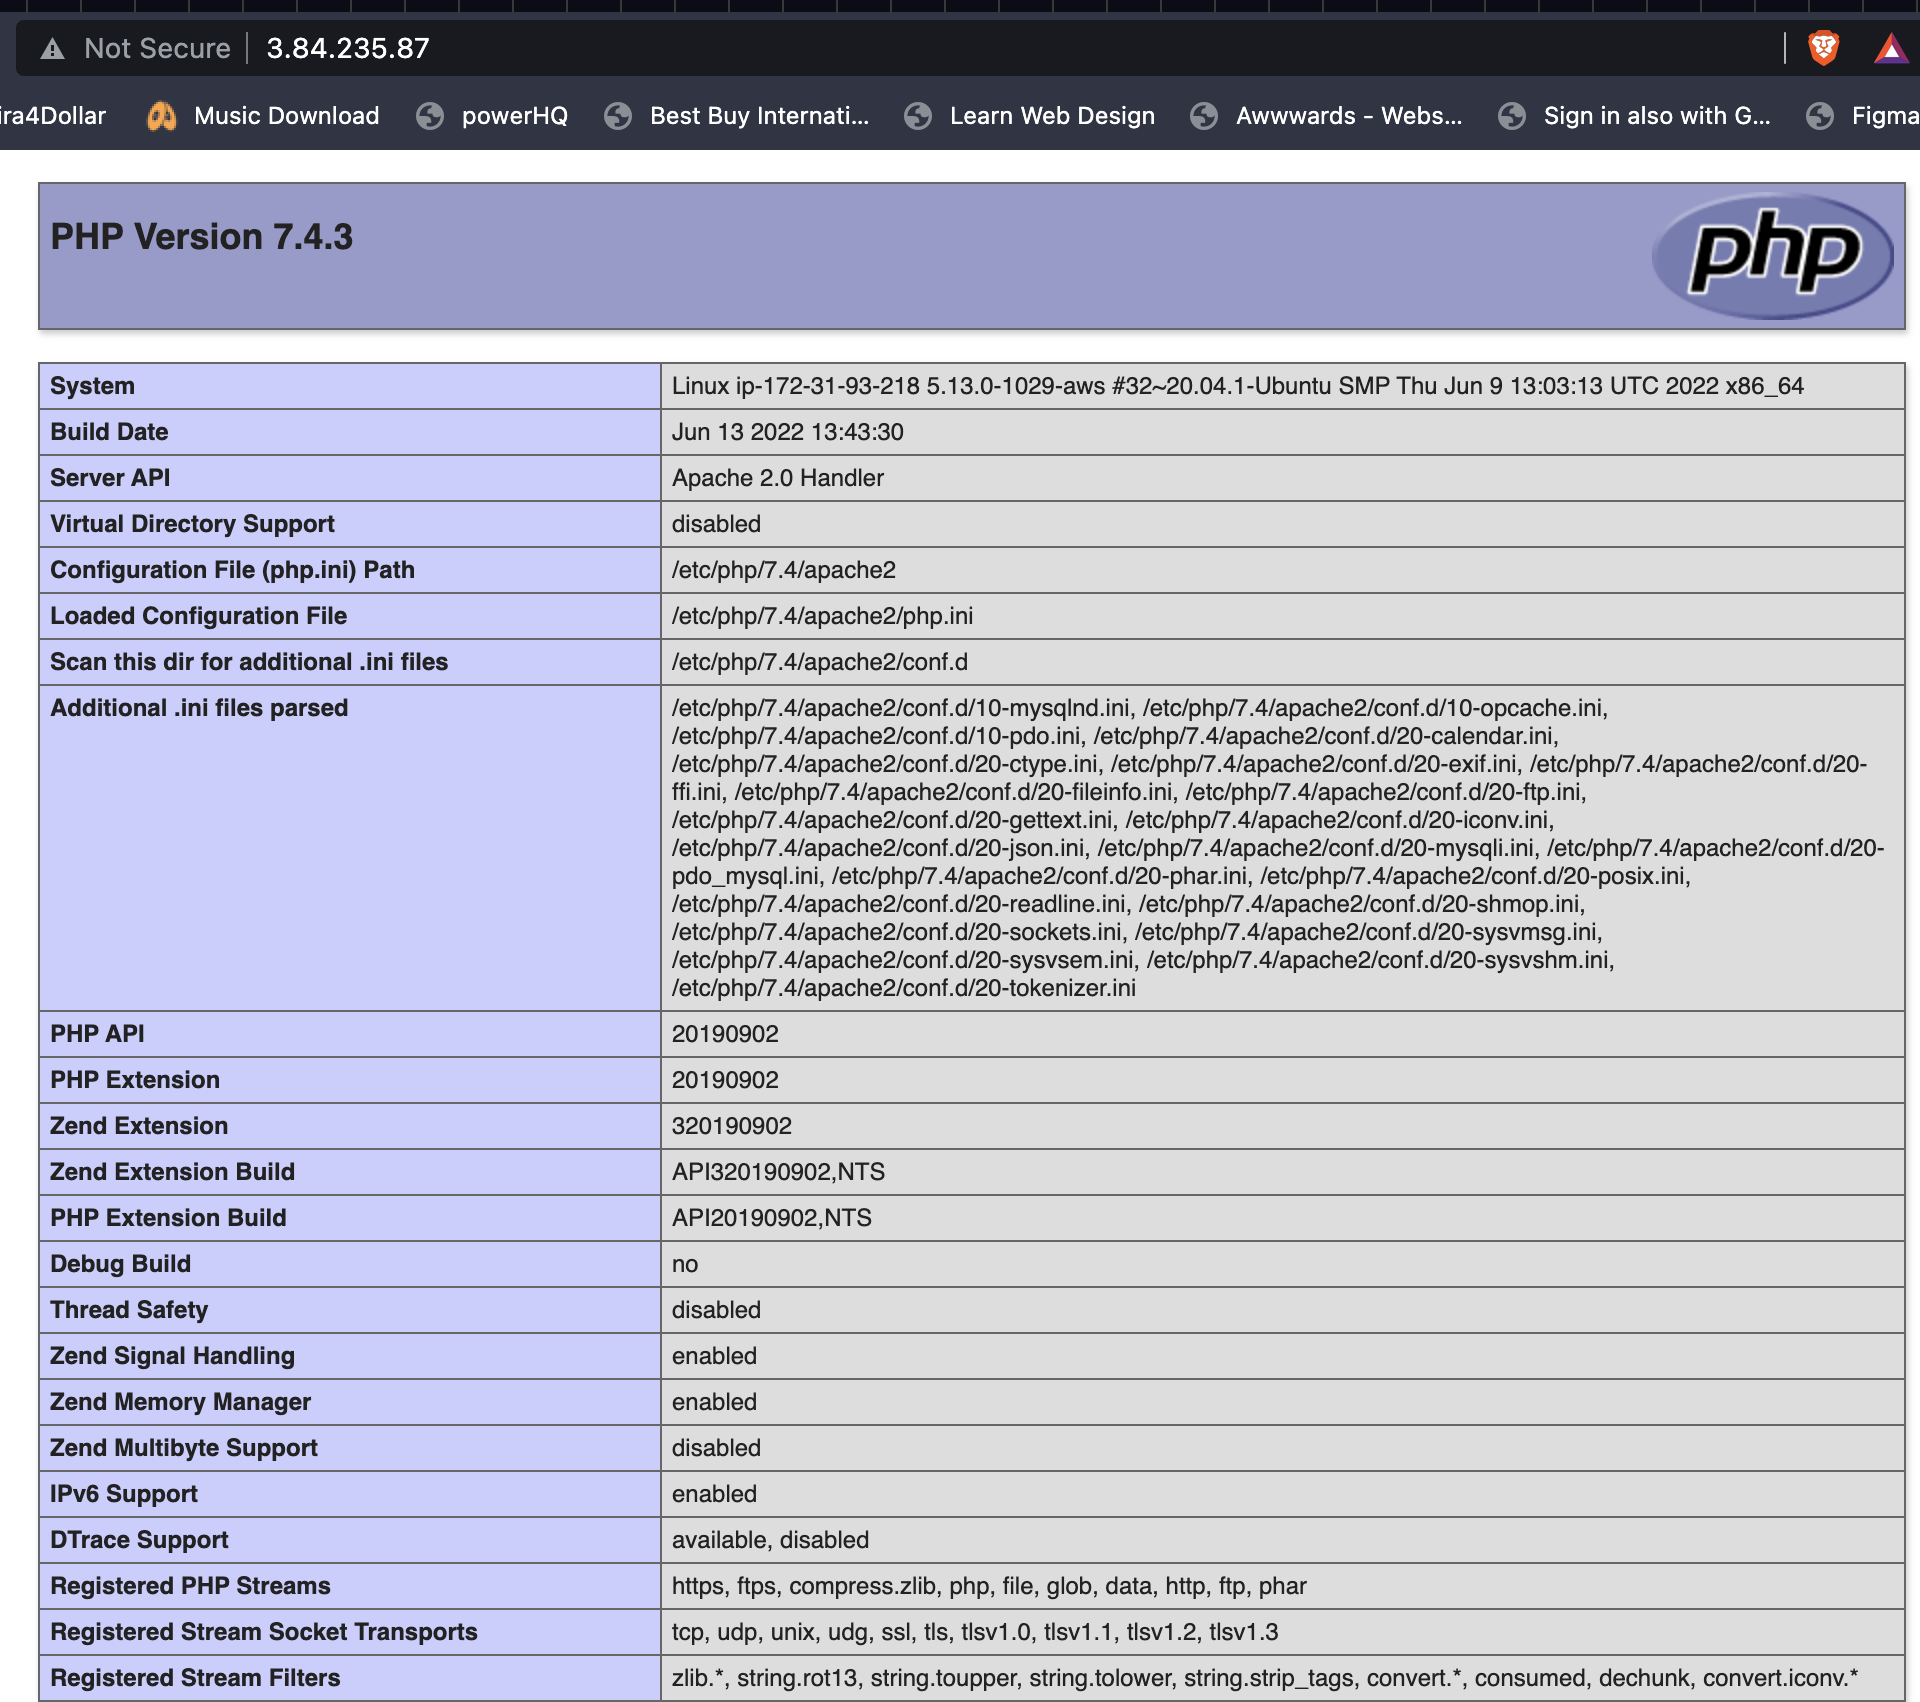 Not Secure 3.84.235.87
ira4Dollar Music Download powerHQ Best Buy Internati... Learn Web Design Awwwards - Webs... Sign in also with G... Figma
PHP Version 7.4.3
php
System Linux ip-172-31-93-218 5.13.0-1029-aws #32~20.04.1-Ubuntu SMP Thu Jun 9 13:03:13 UTC 2022 x86_64
Build Date Jun 13 2022 13:43:30
Server API Apache 2.0 Handler
Virtual Directory Support disabled
Configuration File (php.ini) Path /etc/php/7.4/apache2
Loaded Configuration File /etc/php/7.4/apache2/php.ini
Scan this dir for additional .ini files /etc/php/7.4/apache2/conf.d
Additional .ini files parsed /etc/php/7.4/apache2/conf.d/10-mysqlnd.ini, /etc/php/7.4/apache2/conf.d/10-opcache.ini,
/etc/php/7.4/apache2/conf.d/10-pdo.ini, /etc/php/7.4/apache2/conf.d/20-calendar.ini,
/etc/php/7.4/apache2/conf.d/20-ctype.ini, /etc/php/7.4/apache2/conf.d/20-exif.ini, /etc/php/7.4/apache2/conf.d/20-
ffi.ini, /etc/php/7.4/apache2/conf.d/20-fileinfo.ini, /etc/php/7.4/apache2/conf.d/20-ftp.ini,
/etc/php/7.4/apache2/conf.d/20-gettext.ini, /etc/php/7.4/apache2/conf.d/20-iconv.ini,
/etc/php/7.4/apache2/conf.d/20-json.ini, /etc/php/7.4/apache2/conf.d/20-mysqli.ini, /etc/php/7.4/apache2/conf.d/20-
pdo_mysql.ini, /etc/php/7.4/apache2/conf.d/20-phar.ini, /etc/php/7.4/apache2/conf.d/20-posix.ini,
/etc/php/7.4/apache2/conf.d/20-readline.ini, /etc/php/7.4/apache2/conf.d/20-shmop.ini,
/etc/php/7.4/apache2/conf.d/20-sockets.ini, /etc/php/7.4/apache2/conf.d/20-sysvmsg.ini,
/etc/php/7.4/apache2/conf.d/20-sysvsem.ini, /etc/php/7.4/apache2/conf.d/20-sysvshm.ini,
/etc/php/7.4/apache2/conf.d/20-tokenizer.ini
PHP API 20190902
PHP Extension 20190902
Zend Extension 320190902
Zend Extension Build API320190902,NTS
PHP Extension Build API20190902,NTS
Debug Build no
Thread Safety disabled
Zend Signal Handling enabled
Zend Memory Manager enabled
Zend Multibyte Support disabled
IPv6 Support enabled
DTrace Support available, disabled
Registered PHP Streams https, ftps, compress.zlib, php, file, glob, data, http, ftp, phar
Registered Stream Socket Transports tcp, udp, unix, udg, ssl, tls, tlsv1.0, tlsv1.1, tlsv1.2, tlsv1.3
Registered Stream Filters zlib.*, string.rot13, string.toupper, string.tolower, string.strip_tags, convert.*, consumed, dechunk, convert.iconv.*